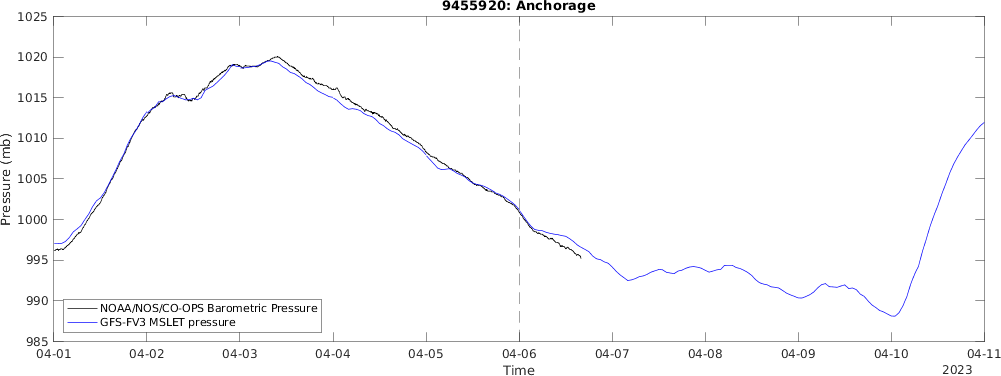 9455920: Anchorage
Pressure (mb)
1025
1020
1015
1010
1005
1000
995
990
985
NOAA/NOS/CO-OPS Barometric Pressure
GFS-FV3 MSLET pressure
04-01 04-02 04-03 04-04 04-05 04-06 04-07 04-08 04-09 04-10 04-11
Time
2023